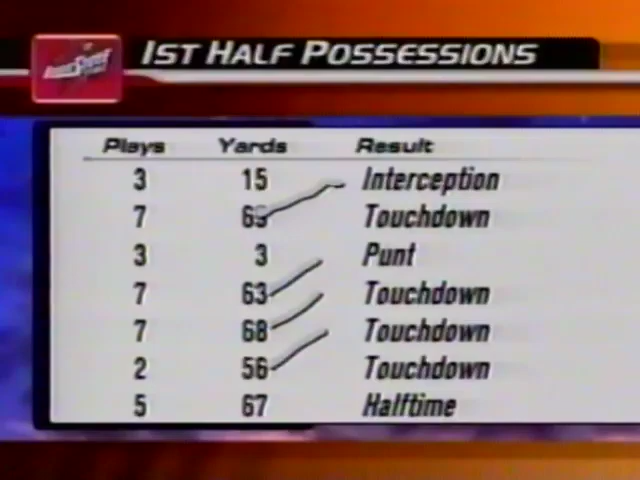 1ST HALF POSSESSIONS
Plays Yards Result
3 15 Interception
7 Touchdown
3 3 Punt
7 63 Touchdown
7 68 Touchdown
2 56 Touchdown
5 67 Halftime